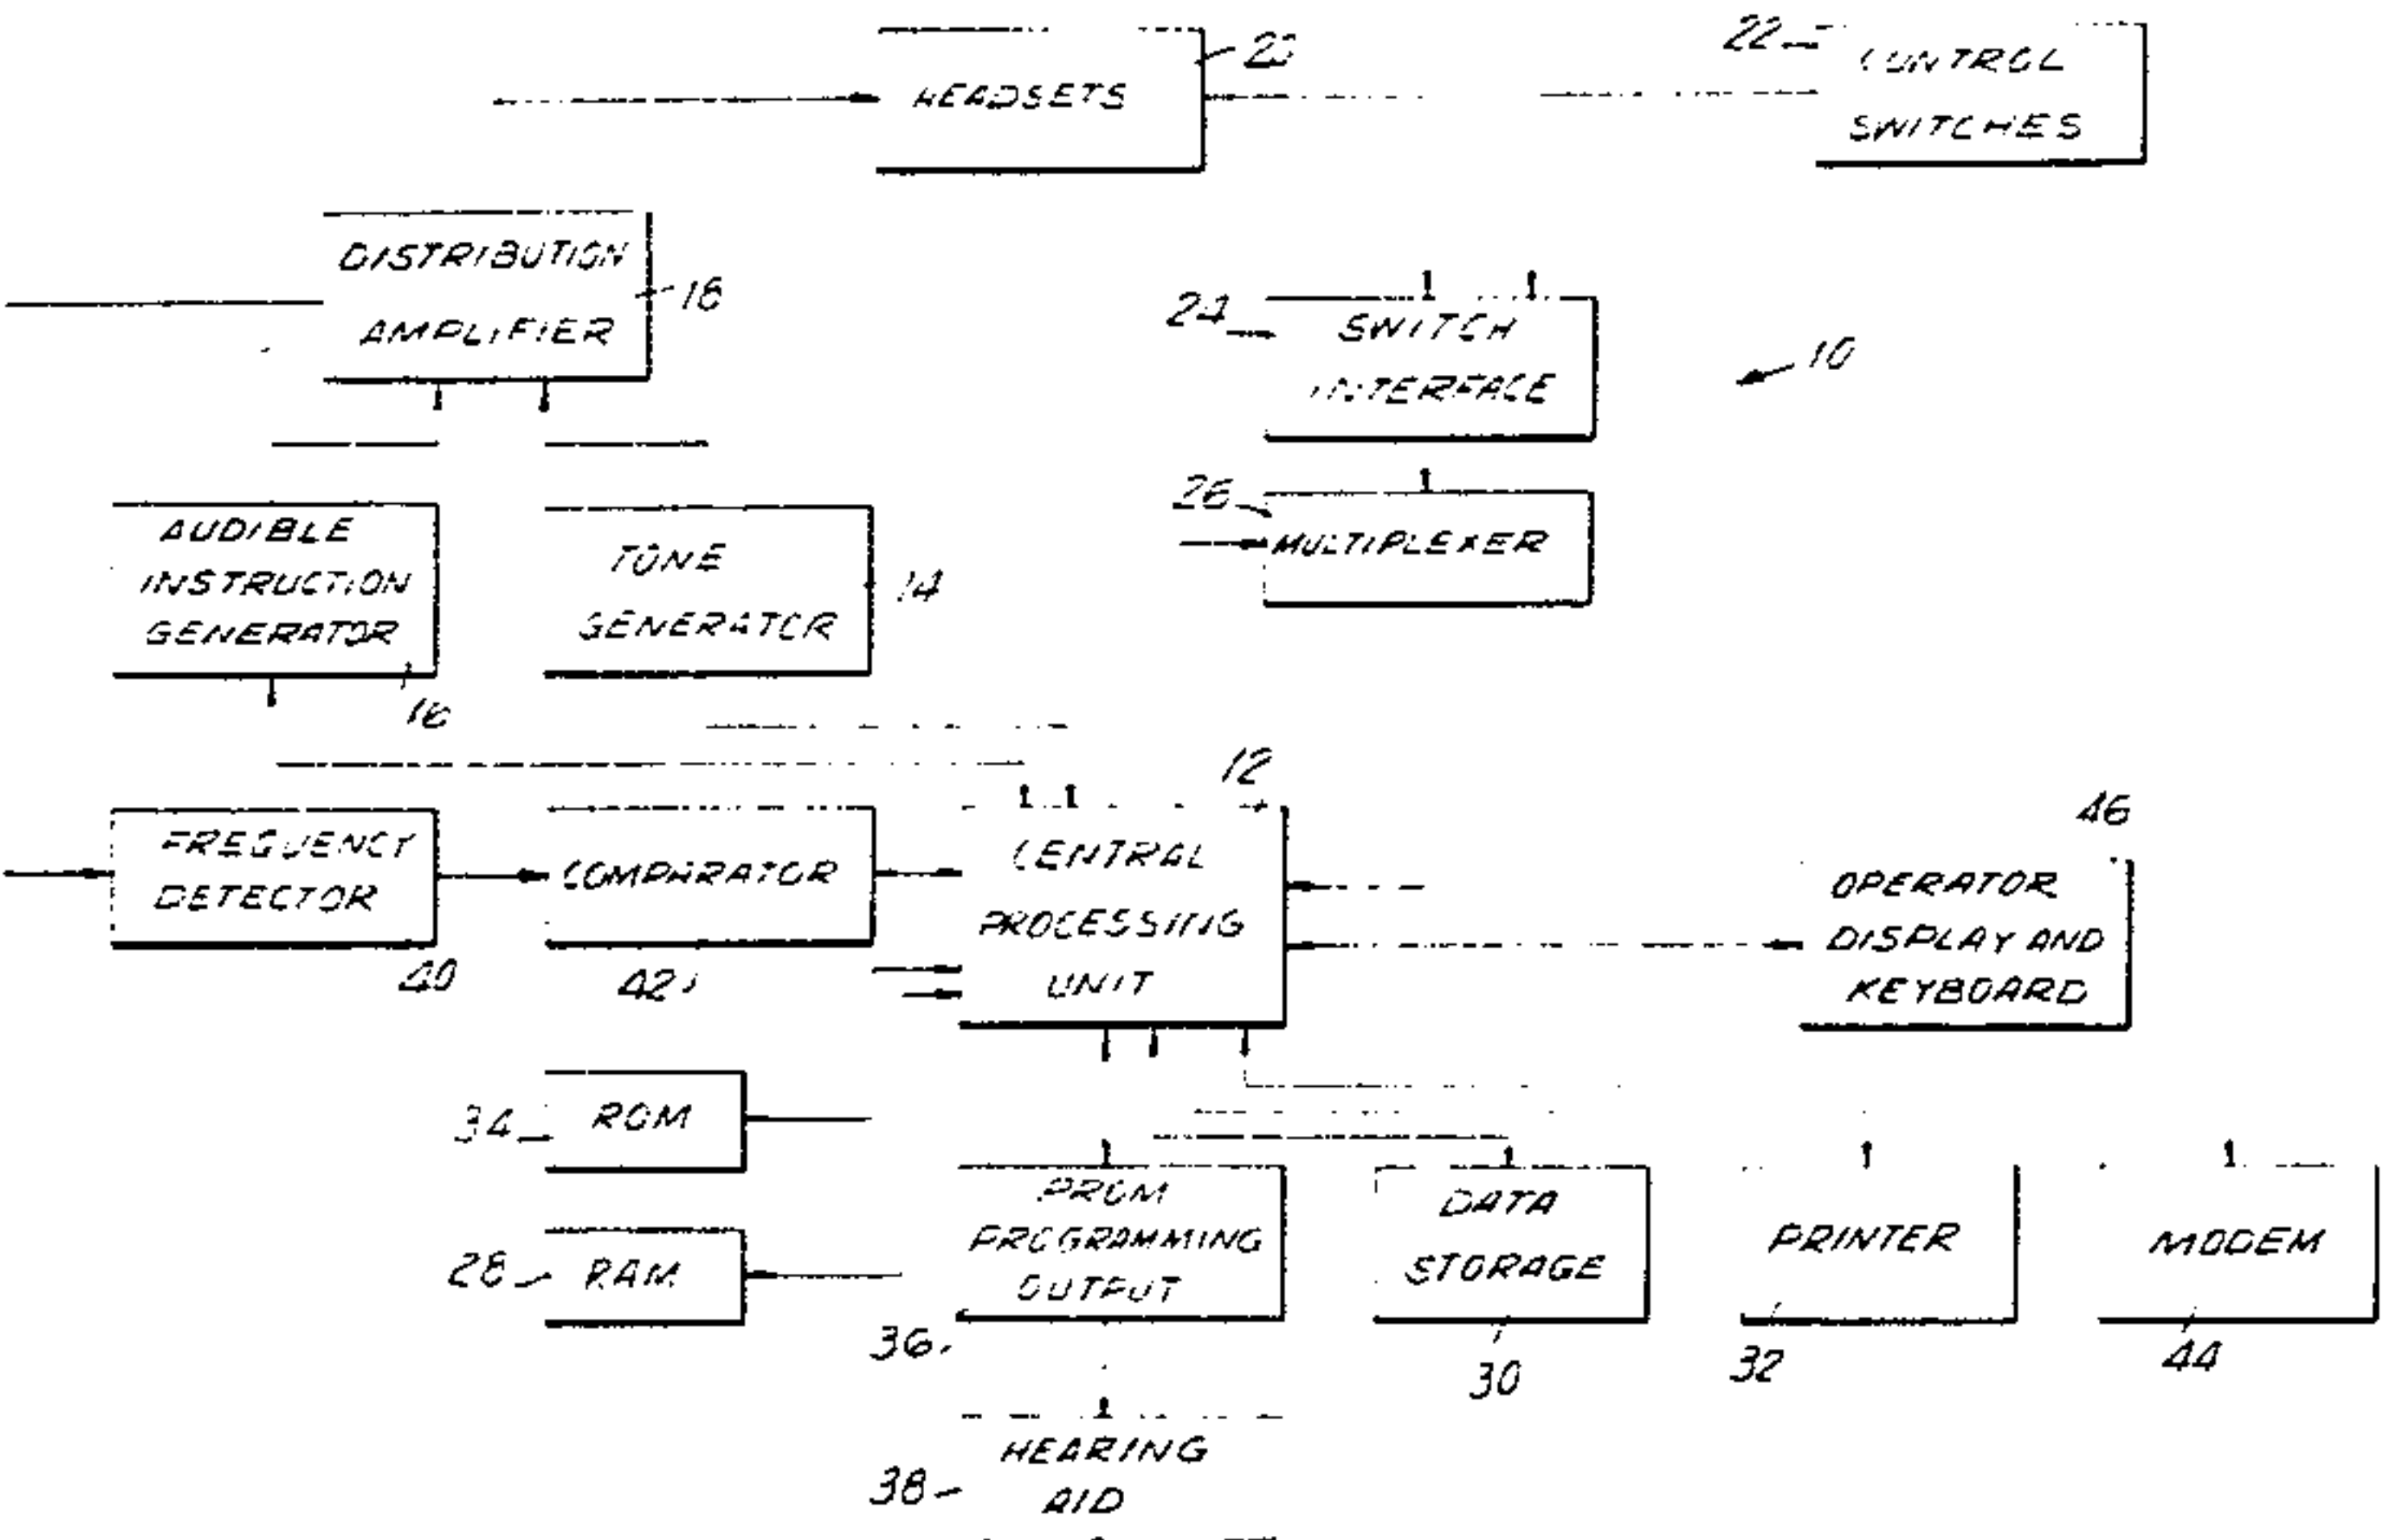 HEADSETS
22
CONTROL
SWITCHES
DISTRIBUTION
AMPLIFIER
18
24
SWITCH
INTERFACE
10
AUDIBLE
INSTRUCTION
GENERATOR
16
TONE
GENERATOR
14
26
MULTIPLEXER
FREQUENCY
DETECTOR
40
COMPARATOR
42
12
CENTRAL
PROCESSING
UNIT
46
OPERATOR
DISPLAY AND
KEYBOARD
34
ROM
28
RAM
PROM
PROGRAMMING
OUTPUT
36
DATA
STORAGE
30
PRINTER
32
MODEM
44
HEARING
AID
38